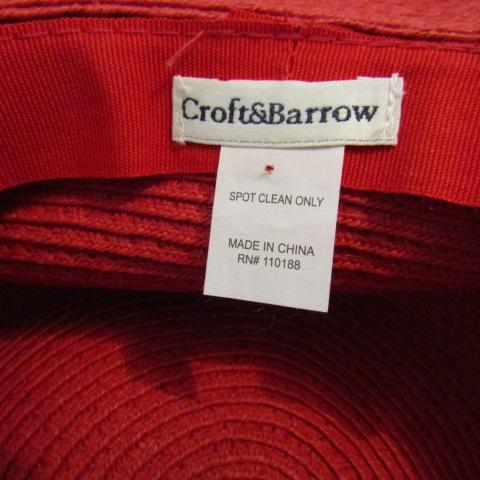 Croft&Barrow
SPOT CLEAN ONLY
MADE IN CHINA
RN# 110188